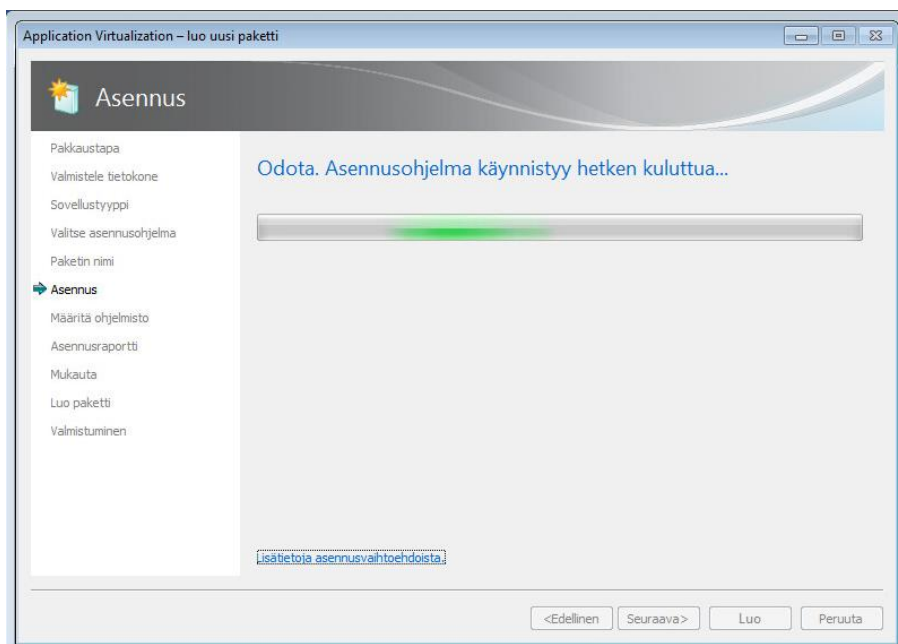 Application Virtualization – luo uusi paketti
Asennus
Pakkaustapa
Valmistele tietokone
Sovellustyyppi
Valitse asennusohjelma
Paketin nimi
Asennus
Määritä ohjelmisto
Asennusraportti
Mukauta
Luo paketti
Valmistuminen
Odota. Asennusohjelma käynnistyy hetken kuluttua...
Lisätietoja asennusvaihtoehdoista.
<Edellinen
Seuraava>
Luo
Peruuta